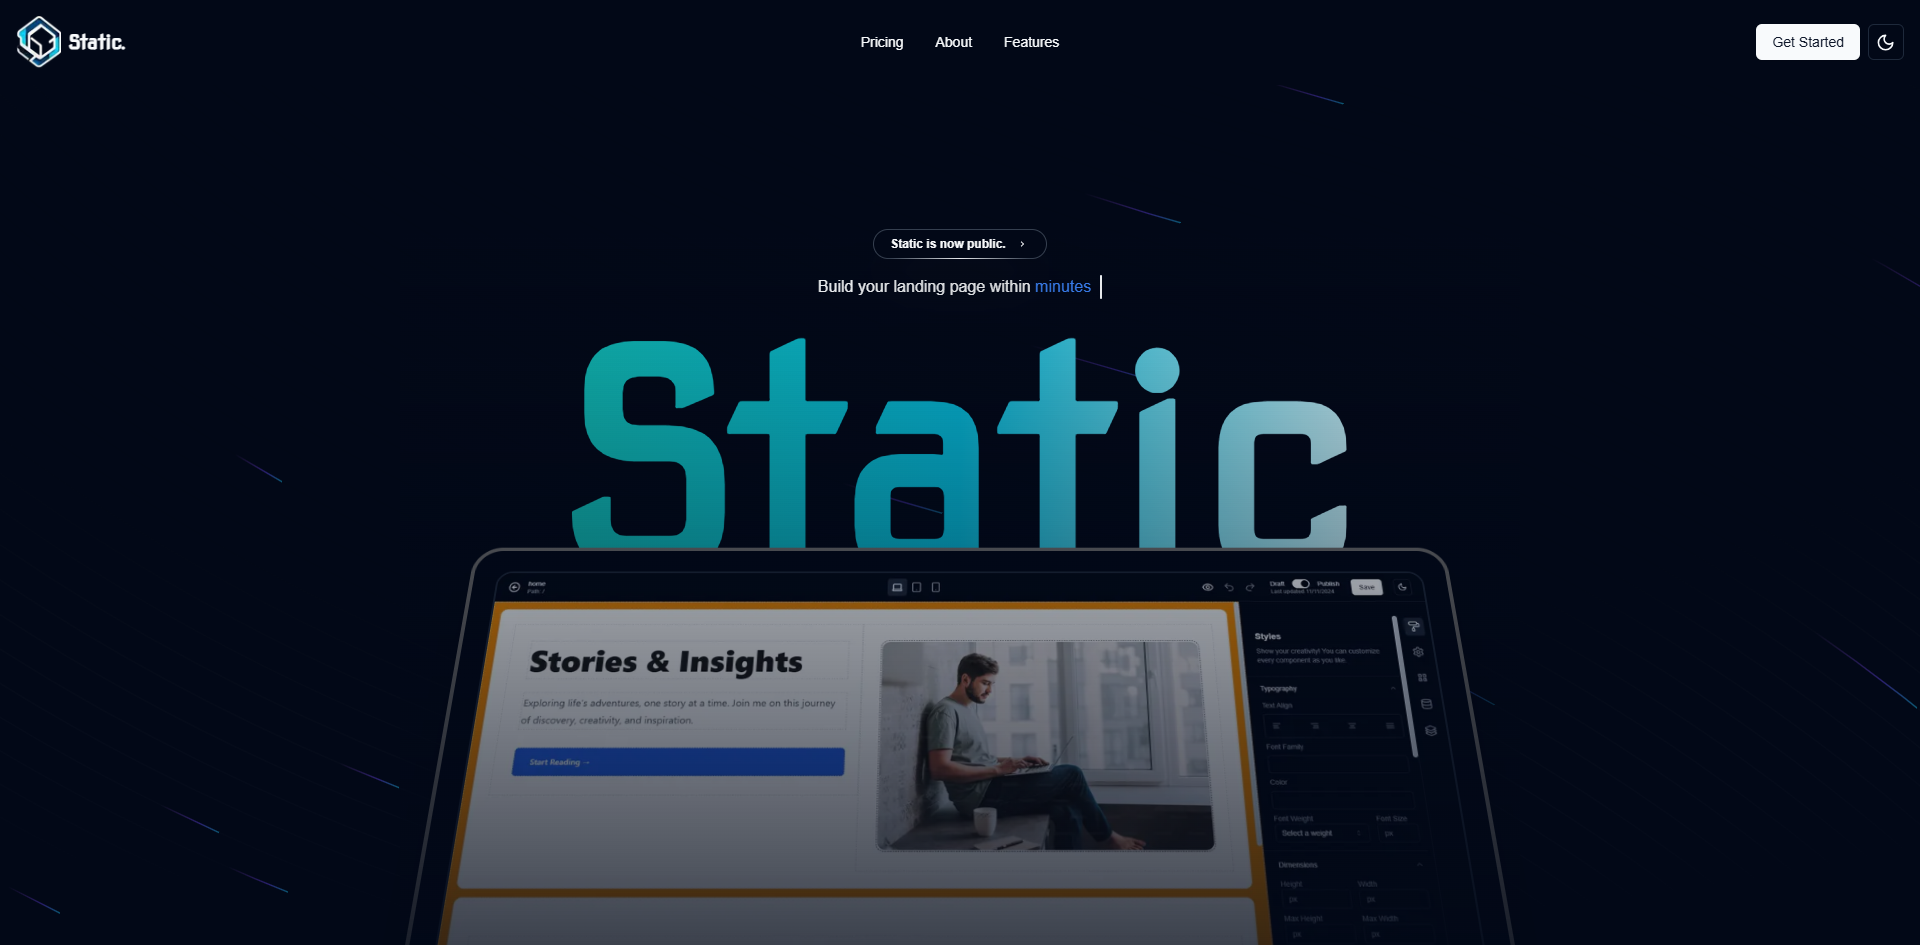 Static.
Pricing
About
Features
Get Started
Static is now public.
Build your landing page within minutes
Static
home
Path: /
Draft
Publish
Last updated 17/11/2024
Save
Stories & Insights
Exploring life's adventures, one story at a time. Join me on this journey
of discovery, creativity, and inspiration.
Start Reading →
Styles
Show your creativity! You can customize
every component as you like.
Typography
Text Align
Font Family
Color
Font Weight
Font Size
Select a weight
px
Dimensions
Height
Width
px
px
Max Height
Max Width
px
px